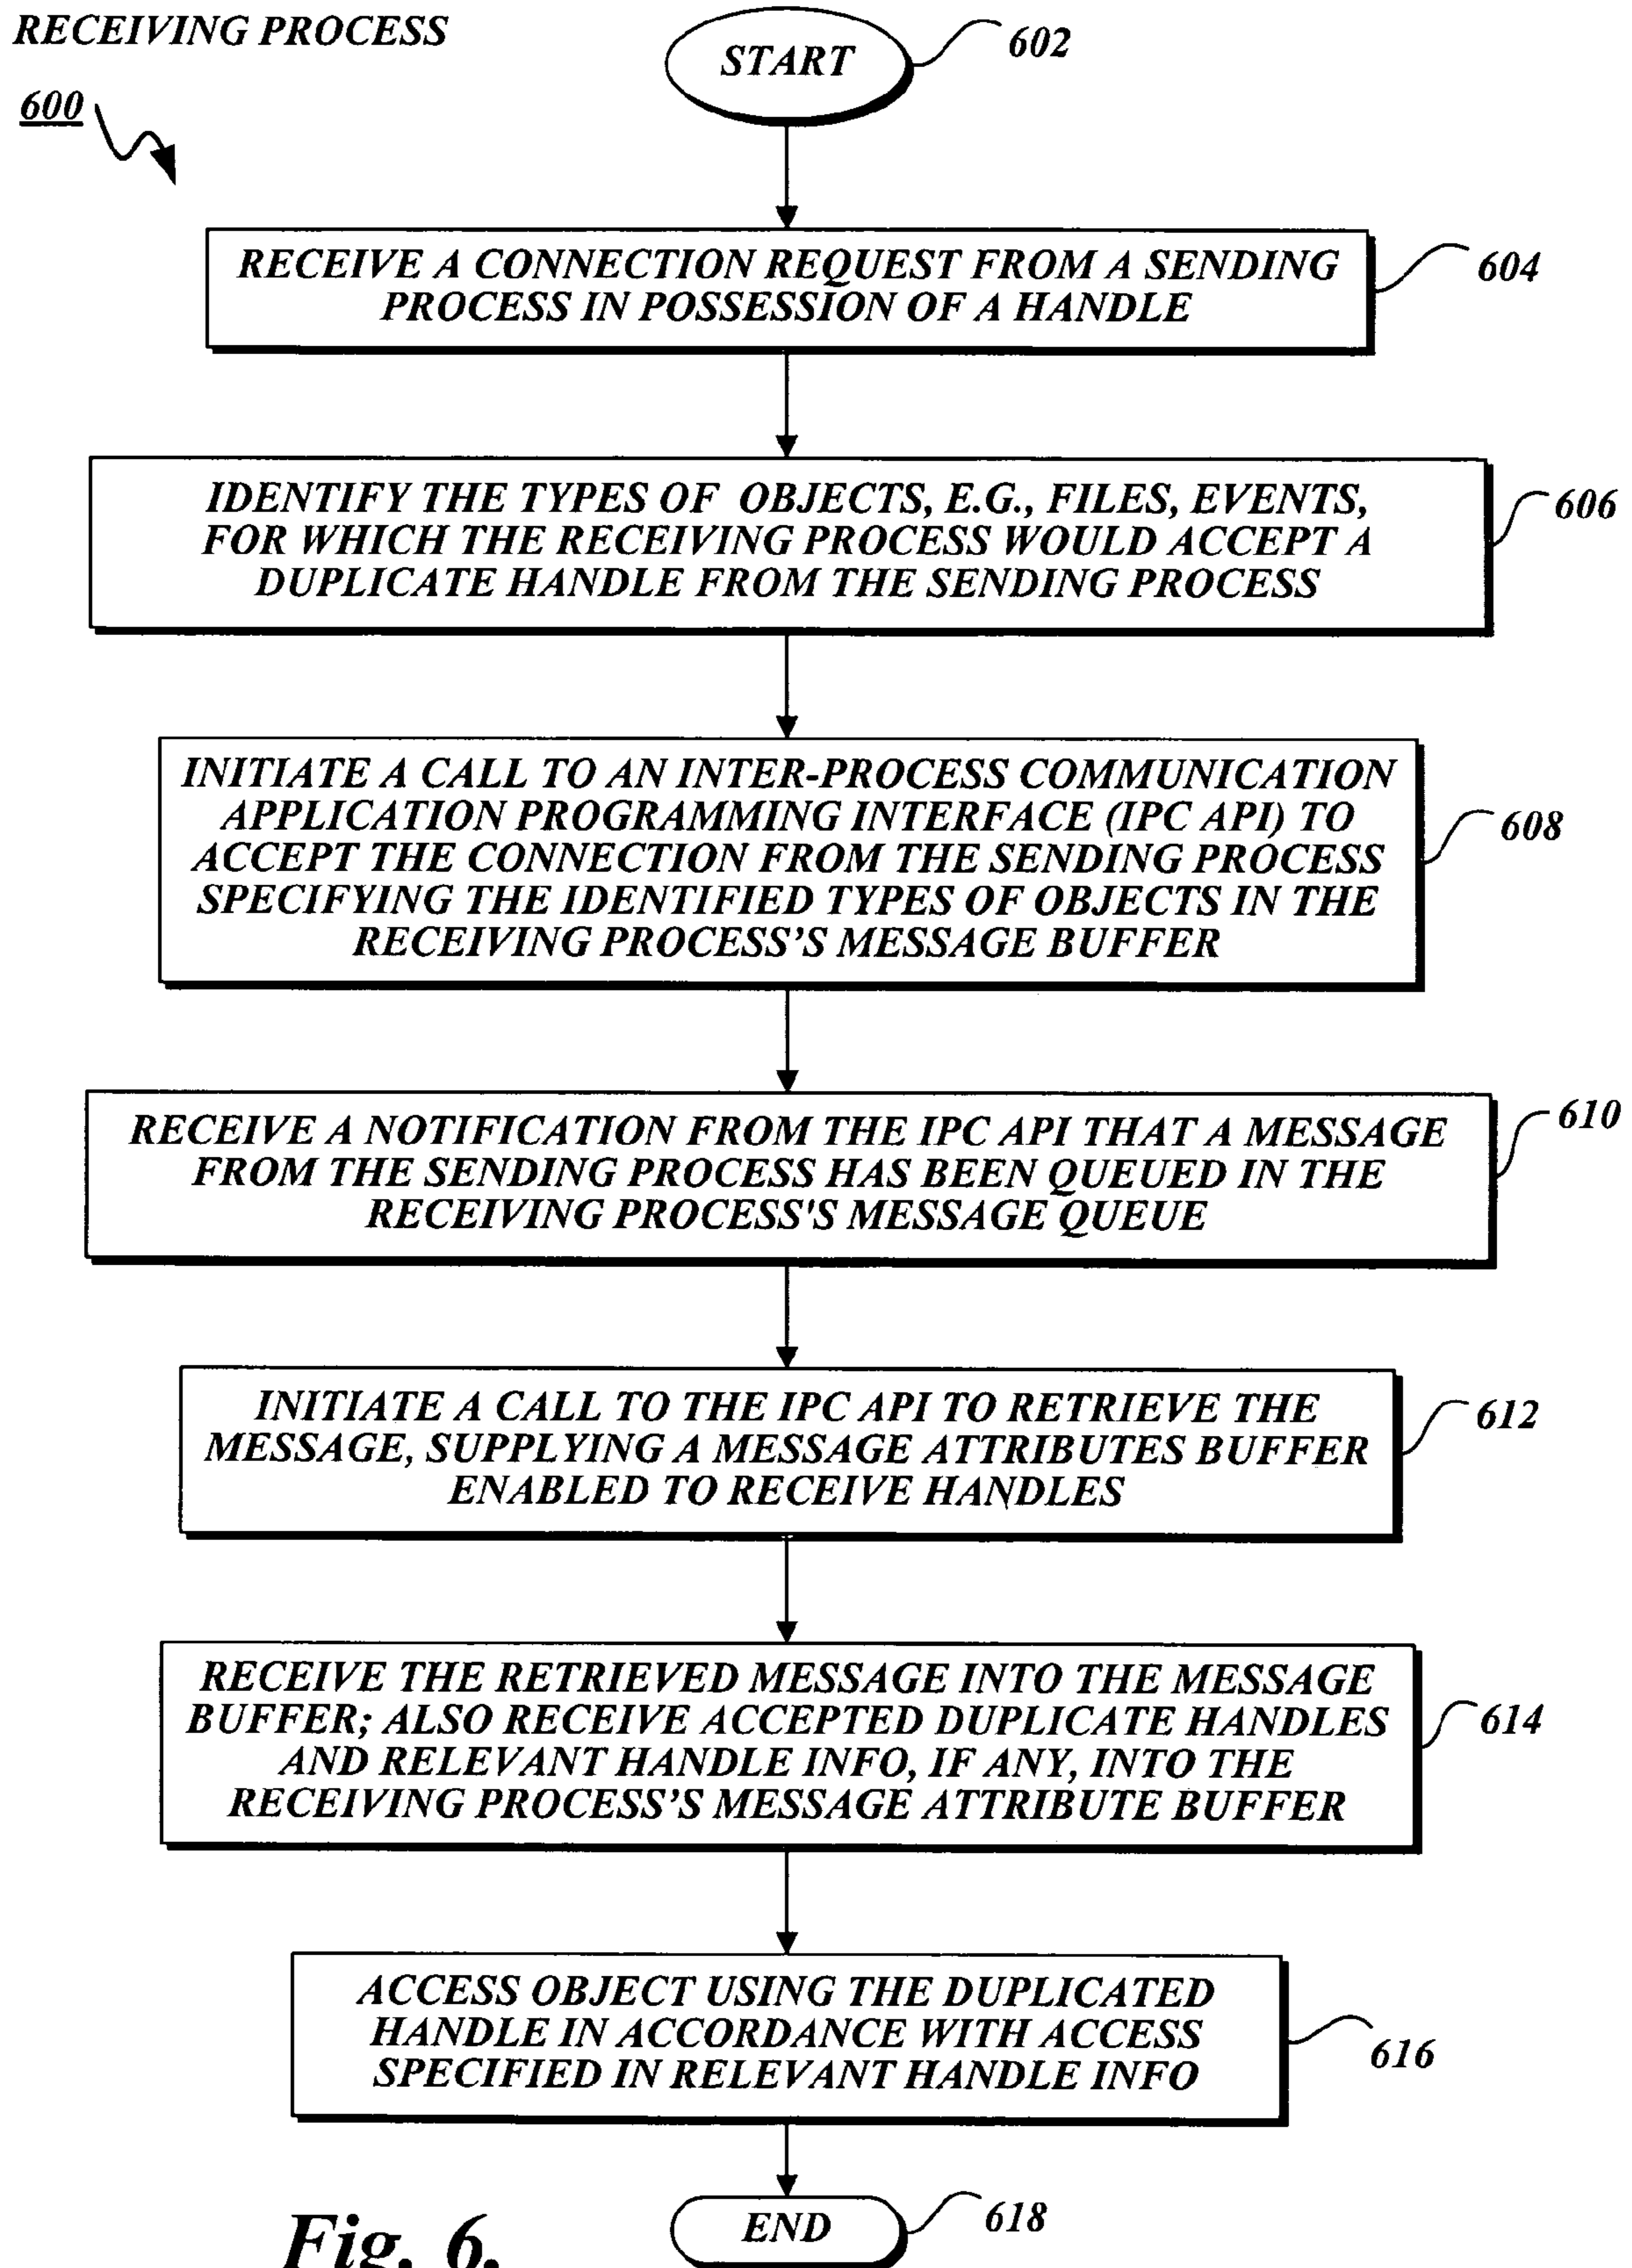 RECEIVING PROCESS
600
START
602
RECEIVE A CONNECTION REQUEST FROM A SENDING
PROCESS IN POSSESSION OF A HANDLE
604
IDENTIFY THE TYPES OF OBJECTS, E.G., FILES, EVENTS,
FOR WHICH THE RECEIVING PROCESS WOULD ACCEPT A
DUPLICATE HANDLE FROM THE SENDING PROCESS
606
INITIATE A CALL TO AN INTER-PROCESS COMMUNICATION
APPLICATION PROGRAMMING INTERFACE (IPC API) TO
ACCEPT THE CONNECTION FROM THE SENDING PROCESS
SPECIFYING THE IDENTIFIED TYPES OF OBJECTS IN THE
RECEIVING PROCESS'S MESSAGE BUFFER
608
RECEIVE A NOTIFICATION FROM THE IPC API THAT A MESSAGE
FROM THE SENDING PROCESS HAS BEEN QUEUED IN THE
RECEIVING PROCESS'S MESSAGE QUEUE
610
INITIATE A CALL TO THE IPC API TO RETRIEVE THE
MESSAGE, SUPPLYING A MESSAGE ATTRIBUTES BUFFER
ENABLED TO RECEIVE HANDLES
612
RECEIVE THE RETRIEVED MESSAGE INTO THE MESSAGE
BUFFER; ALSO RECEIVE ACCEPTED DUPLICATE HANDLES
AND RELEVANT HANDLE INFO, IF ANY, INTO THE
RECEIVING PROCESS'S MESSAGE ATTRIBUTE BUFFER
614
ACCESS OBJECT USING THE DUPLICATED
HANDLE IN ACCORDANCE WITH ACCESS
SPECIFIED IN RELEVANT HANDLE INFO
616
END
618
Fig. 6.